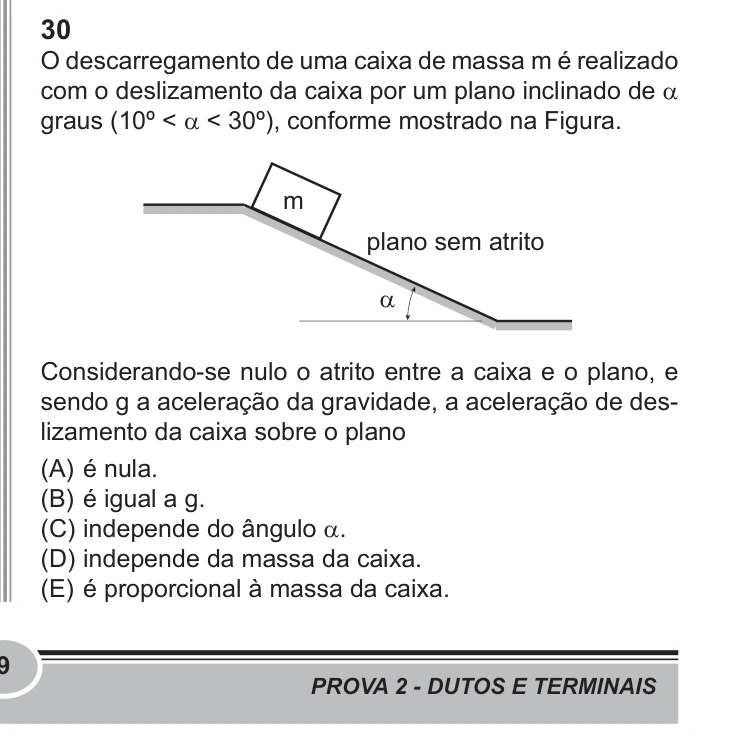 30
O descarregamento de uma caixa de massa m é realizado
com o deslizamento da caixa por um plano inclinado de α
graus (10º < α < 30º), conforme mostrado na Figura.
m
plano sem atrito
α
Considerando-se nulo o atrito entre a caixa e o plano, e
sendo g a aceleração da gravidade, a aceleração de des-
lizamento da caixa sobre o plano
(A) é nula.
(B) é igual a g.
(C) independe do ângulo α.
(D) independe da massa da caixa.
(E) é proporcional à massa da caixa.
9
PROVA 2 - DUTOS E TERMINAIS